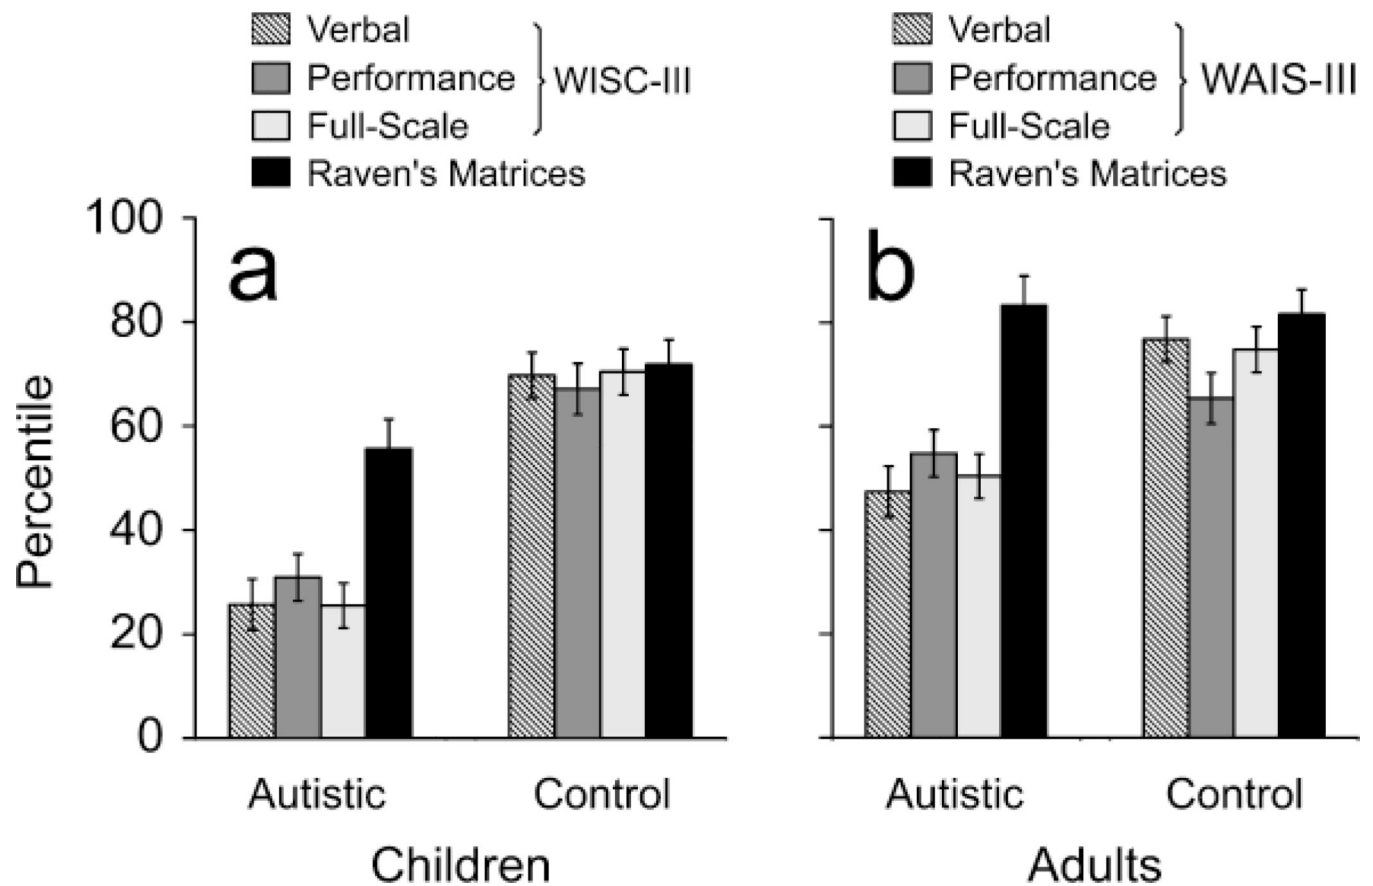 Verbal
Performance
Full-Scale
WISC-III
Raven's Matrices
Verbal
Performance
Full-Scale
WAIS-III
Raven's Matrices
Percentile
100
80
60
40
20
0
a
b
Autistic
Control
Autistic
Control
Children
Adults